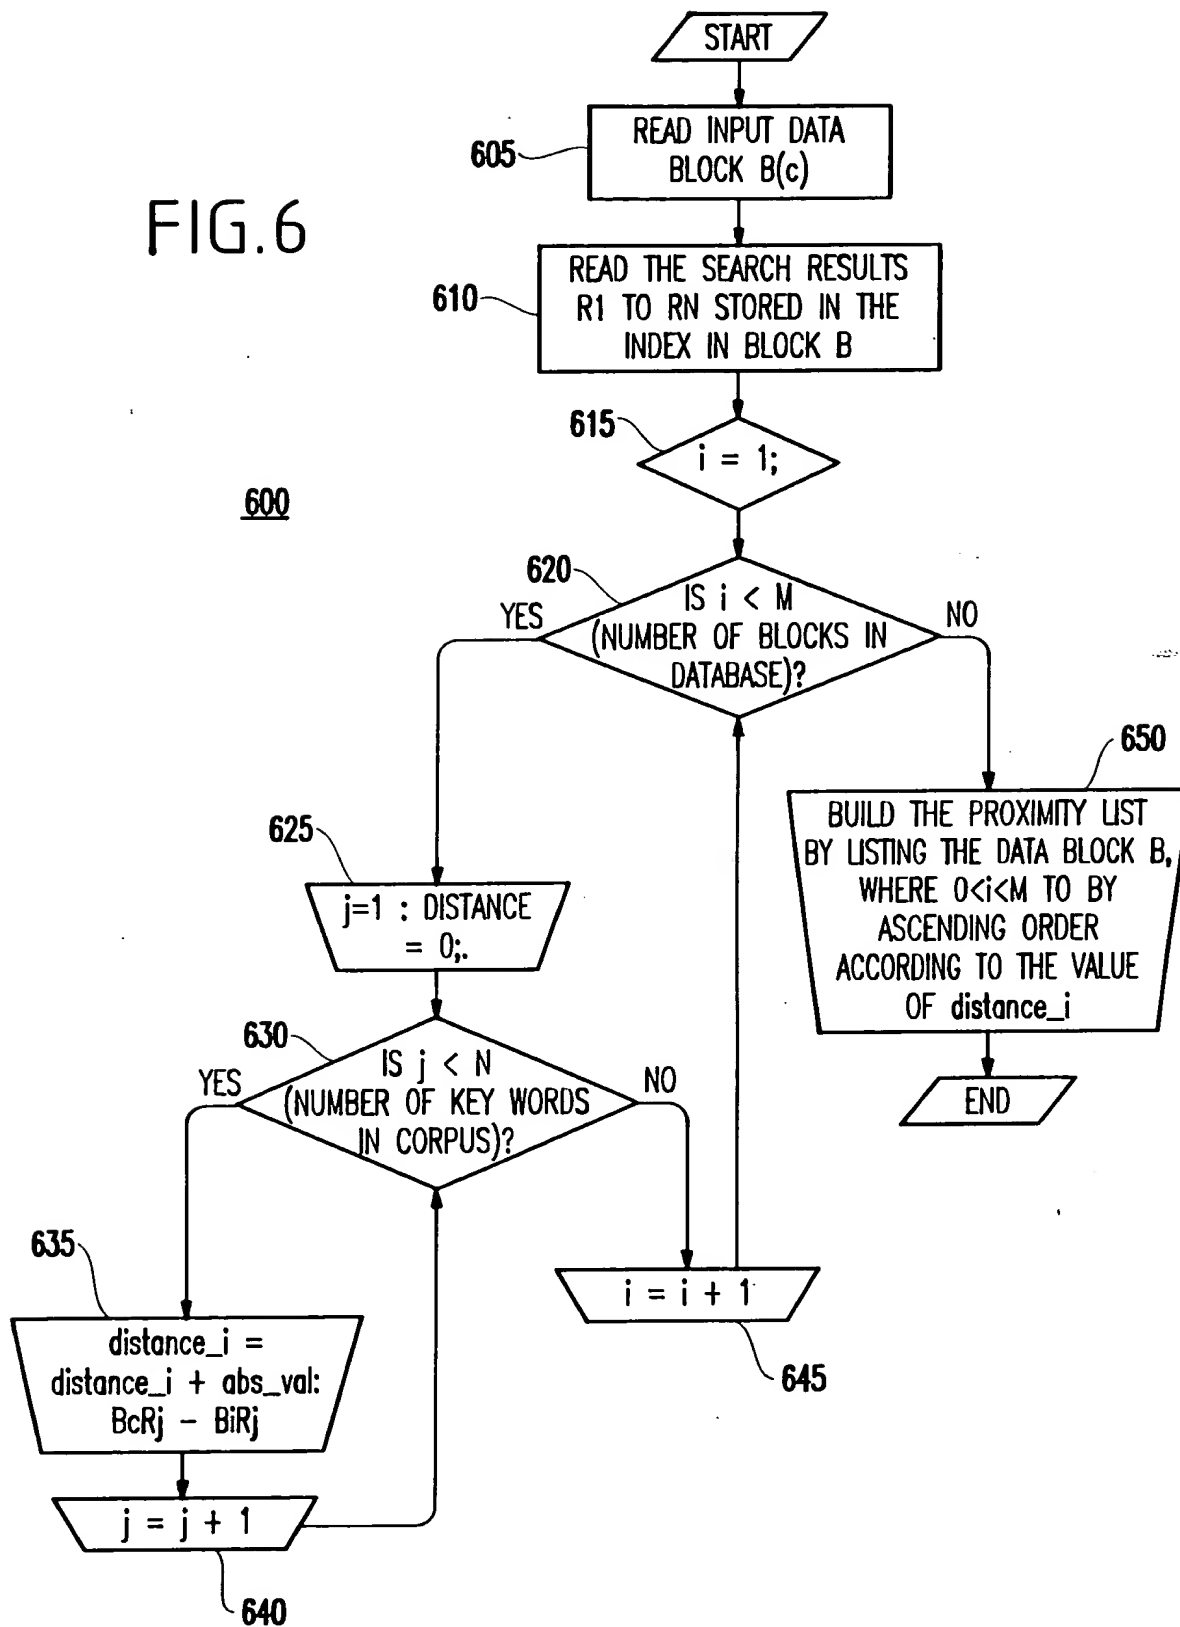 START
605
READ INPUT DATA
BLOCK B(c)
FIG.6
610
READ THE SEARCH RESULTS
R1 TO RN STORED IN THE
INDEX IN BLOCK B
615
i = 1;
600
620
IS i < M
(NUMBER OF BLOCKS IN
DATABASE)?
YES
NO
650
BUILD THE PROXIMITY LIST
BY LISTING THE DATA BLOCK B,
WHERE 0<i<M TO BY
ASCENDING ORDER
ACCORDING TO THE VALUE
OF distance_i
END
625
j=1 : DISTANCE
= 0;.
630
IS j < N
(NUMBER OF KEY WORDS
IN CORPUS)?
YES
NO
635
distance_i =
distance_i + abs_val:
BcRj - BiRj
i = i + 1
645
j = j + 1
640